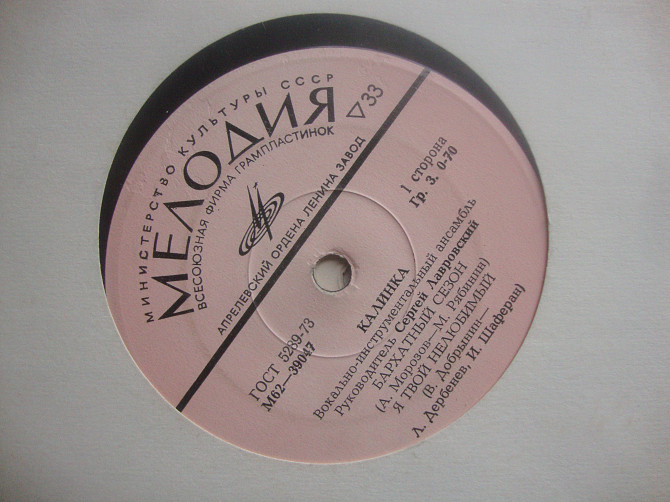 МИНИСТЕРСТВО КУЛЬТУРЫ СССР
МЕЛОДИЯ
ВСЕСОЮЗНАЯ ФИРМА ГРАМПЛАСТИНОК
АПРЕЛЕВСКИЙ ОРДЕНА ЛЕНИНА ЗАВОД
▽33
1 сторона
Гр. 3. 0-70
ГОСТ 5289-73
М62—39047
КАЛИНКА
Вокально-инструментальный ансамбль
Руководитель Сергей Лавровский
БАРХАТНЫЙ СЕЗОН
(А. Морозов—М. Рябинин)
Я ТВОЙ НЕЛЮБИМЫЙ
(В. Добрынин—
Л. Дербенев, И. Шаферан)